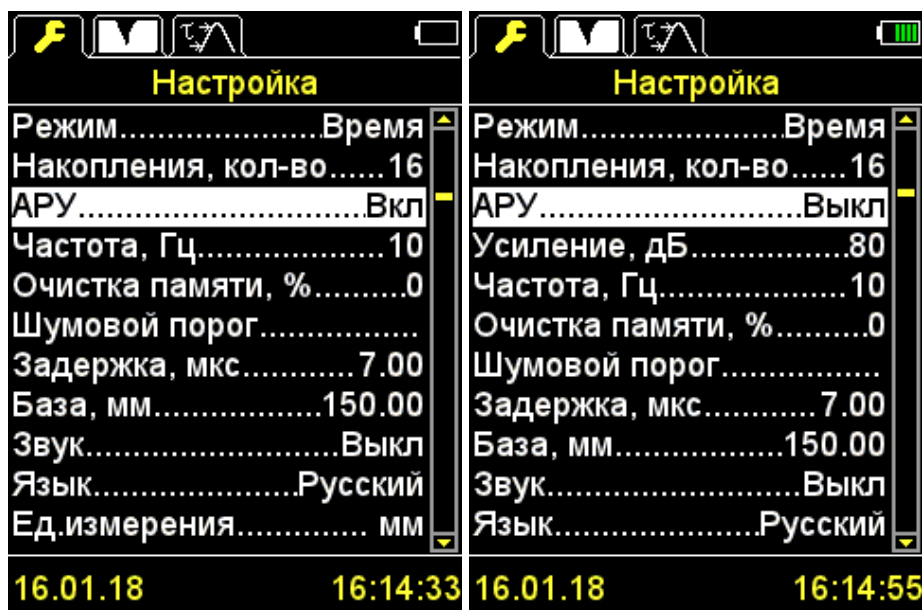 Настройка
Режим......................Время
Накопления, кол-во......16
АРУ..............................Вкл
Частота, Гц....................10
Очистка памяти, %..........0
Шумовой порог.................
Задержка, мкс............7.00
База, мм..................150.00
Звук...........................Выкл
Язык......................Русский
Ед.измерения.............. мм
16.01.18 16:14:33
Настройка
Режим......................Время
Накопления, кол-во......16
АРУ............................Выкл
Усиление, дБ.................80
Частота, Гц....................10
Очистка памяти, %..........0
Шумовой порог.................
Задержка, мкс............7.00
База, мм..................150.00
Звук...........................Выкл
Язык......................Русский
16.01.18 16:14:55